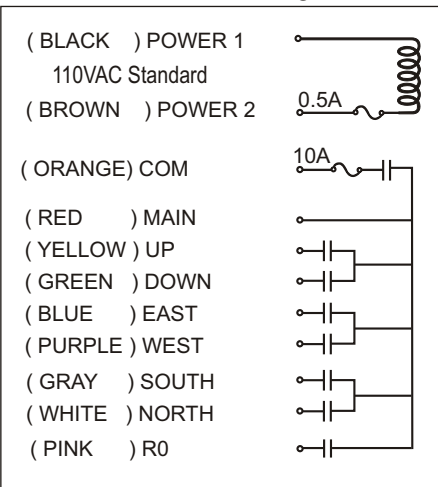 ( BLACK ) POWER 1
110VAC Standard
( BROWN ) POWER 2
0.5A
( ORANGE) COM
10A
( RED ) MAIN
( YELLOW ) UP
( GREEN ) DOWN
( BLUE ) EAST
( PURPLE ) WEST
( GRAY ) SOUTH
( WHITE ) NORTH
( PINK ) R0